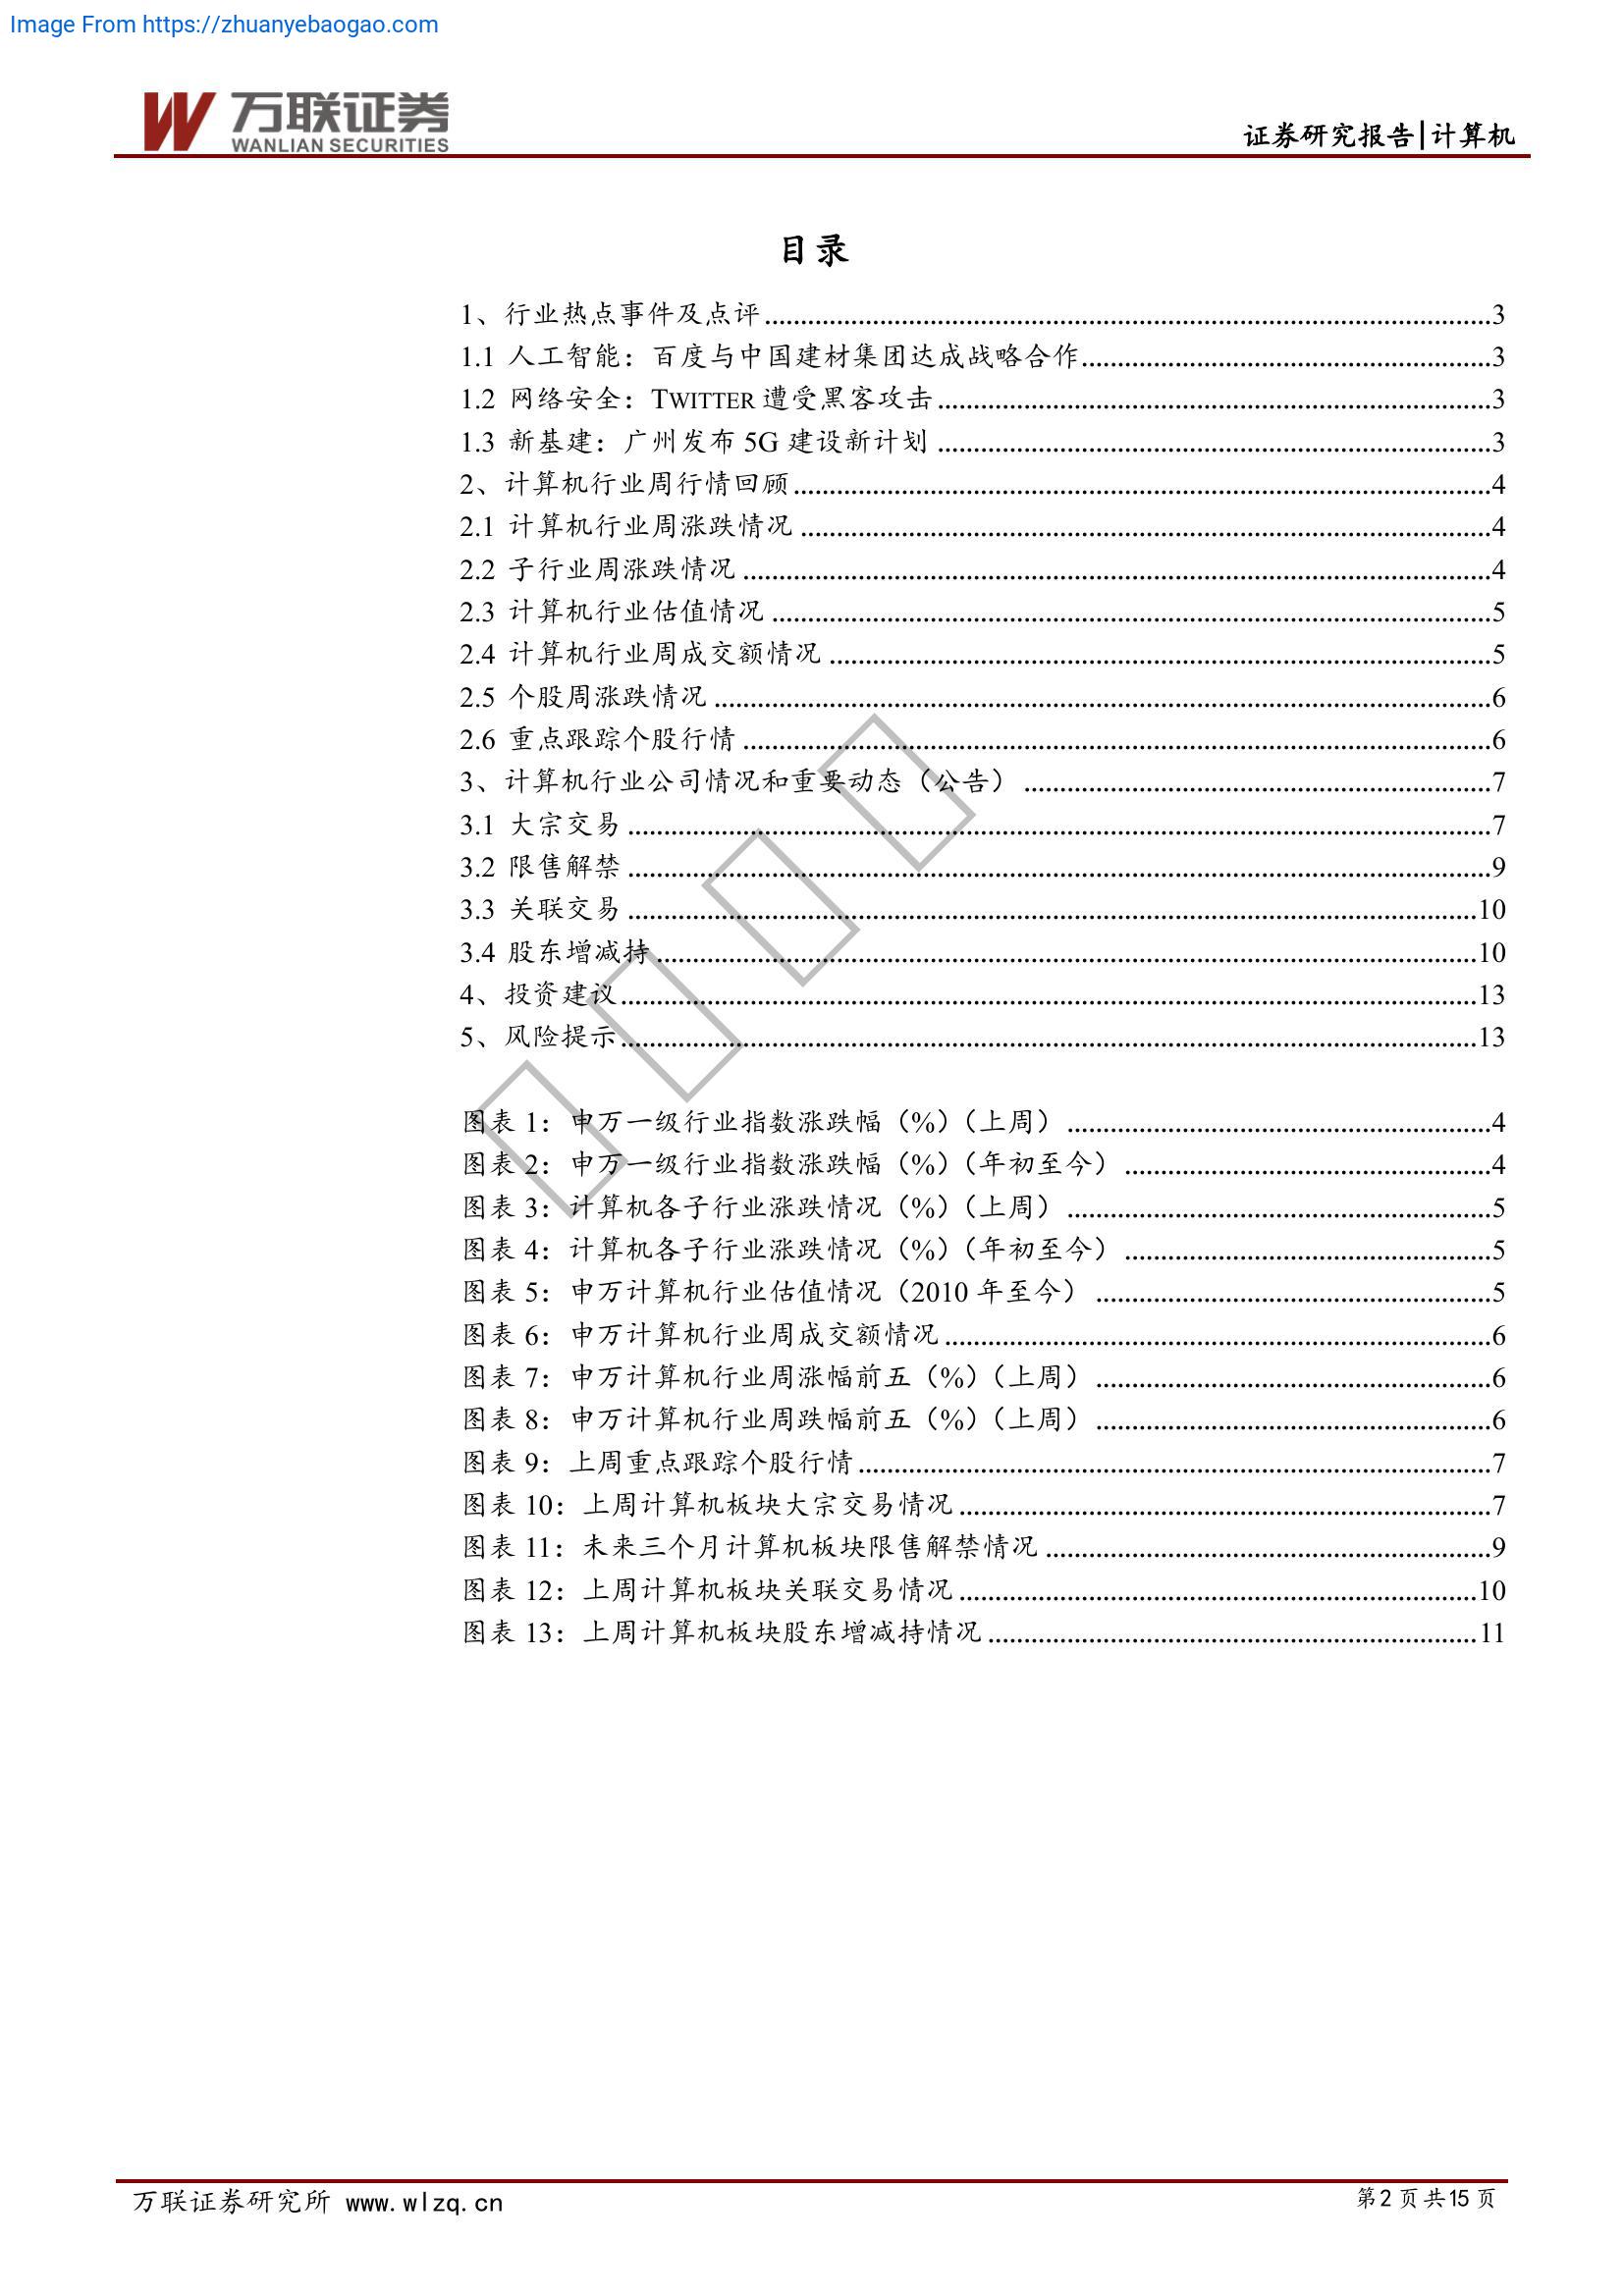 Image From https://zhuanyebaogao.com
万联证券
WANLIAN SECURITIES
证券研究报告|计算机
目录
1、行业热点事件及点评............3
1.1 人工智能：百度与中国建材集团达成战略合作............3
1.2 网络安全：TWITTER 遭受黑客攻击............3
1.3 新基建：广州发布 5G 建设新计划............3
2、计算机行业周行情回顾............4
2.1 计算机行业周涨跌情况............4
2.2 子行业周涨跌情况............4
2.3 计算机行业估值情况............5
2.4 计算机行业周成交额情况............5
2.5 个股周涨跌情况............6
2.6 重点跟踪个股行情............6
3、计算机行业公司情况和重要动态（公告）............7
3.1 大宗交易............7
3.2 限售解禁............9
3.3 关联交易............10
3.4 股东增减持............10
4、投资建议............13
5、风险提示............13
图表 1：申万一级行业指数涨跌幅（%）（上周）............4
图表 2：申万一级行业指数涨跌幅（%）（年初至今）............4
图表 3：计算机各子行业涨跌情况（%）（上周）............5
图表 4：计算机各子行业涨跌情况（%）（年初至今）............5
图表 5：申万计算机行业估值情况（2010 年至今）............5
图表 6：申万计算机行业周成交额情况............6
图表 7：申万计算机行业周涨幅前五（%）（上周）............6
图表 8：申万计算机行业周跌幅前五（%）（上周）............6
图表 9：上周重点跟踪个股行情............7
图表 10：上周计算机板块大宗交易情况............7
图表 11：未来三个月计算机板块限售解禁情况............9
图表 12：上周计算机板块关联交易情况............10
图表 13：上周计算机板块股东增减持情况............11
万联证券研究所 www.wlzq.cn
第2页共15页